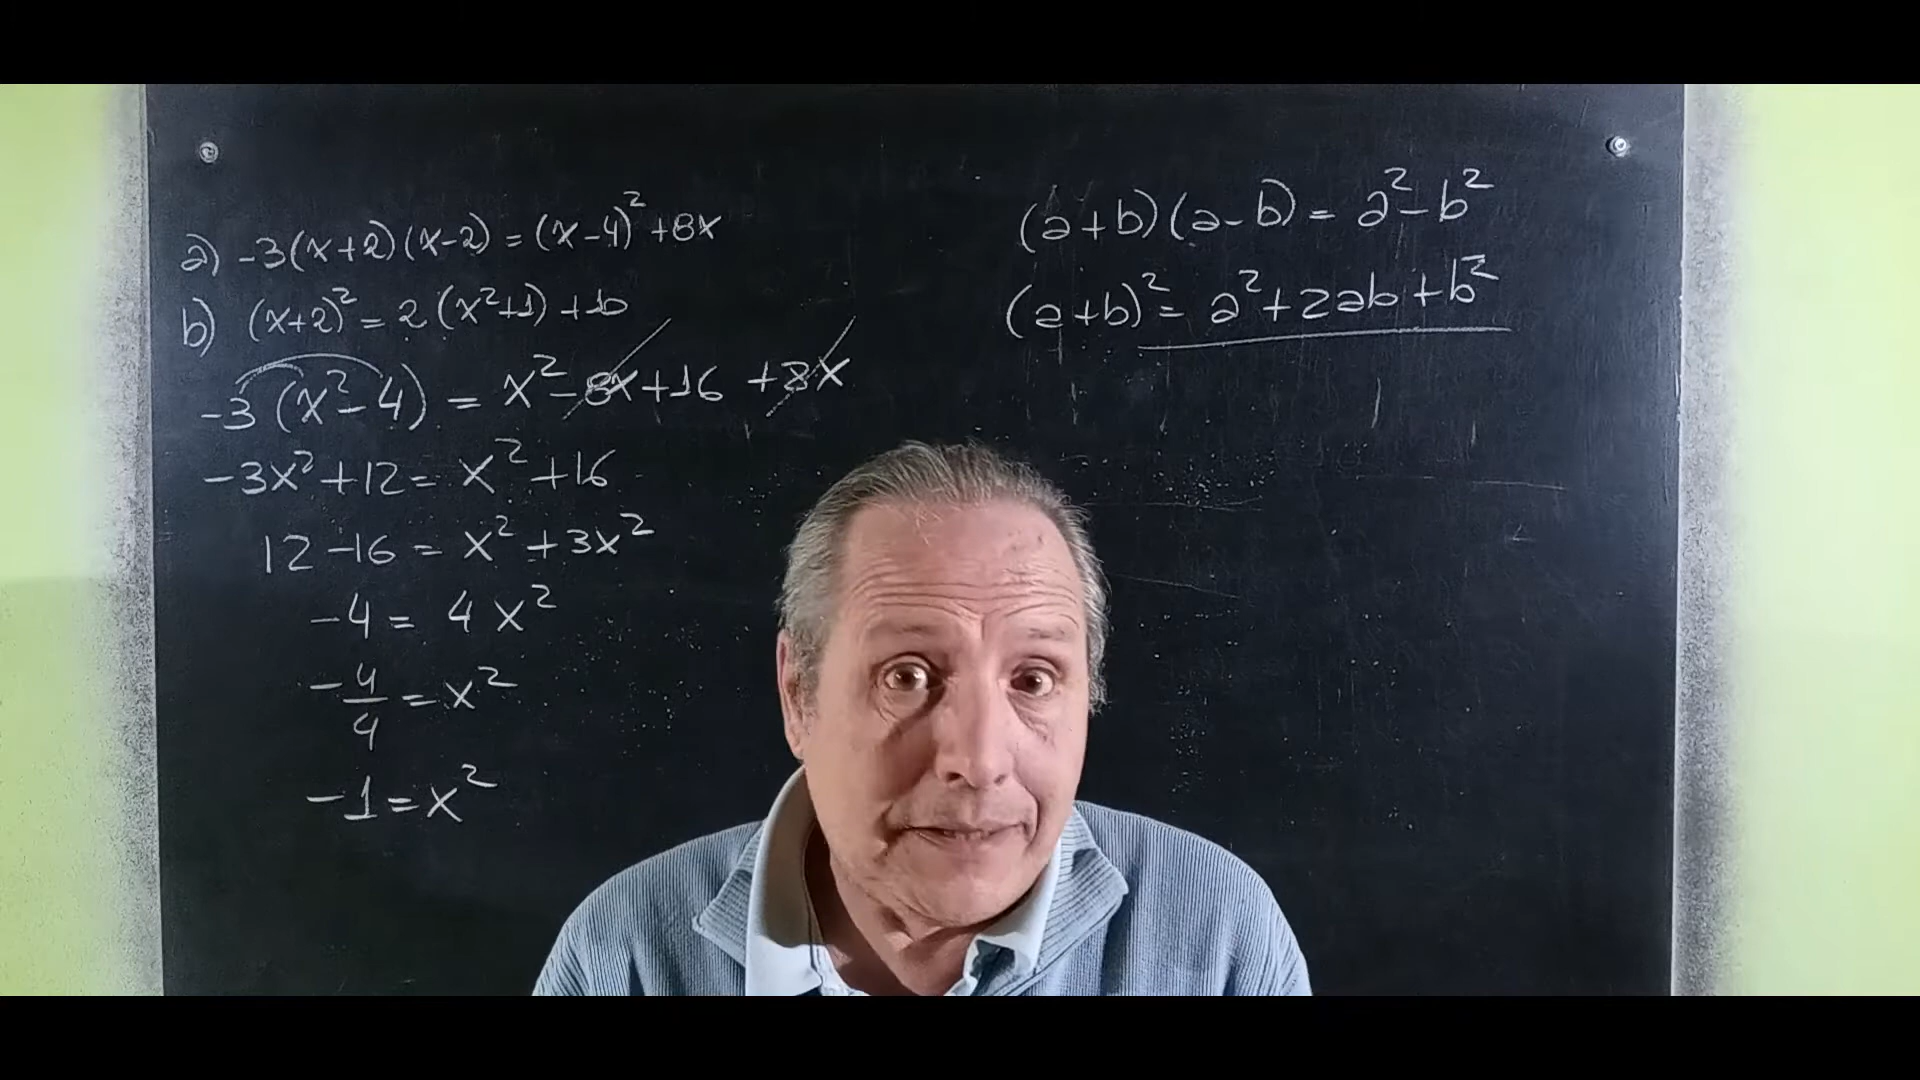 a) -3(x+2)(x-2) = (x-4)² +8x
b) (x+2)² = 2(x²+1) +10
-3(x²-4) = x²-8x+16 +8x
-3x²+12 = x²+16
12-16 = x²+3x²
-4 = 4x²
-4/4 = x²
-1 = x²
(a+b)(a-b) = a²-b²
(a+b)² = a²+2ab+b²